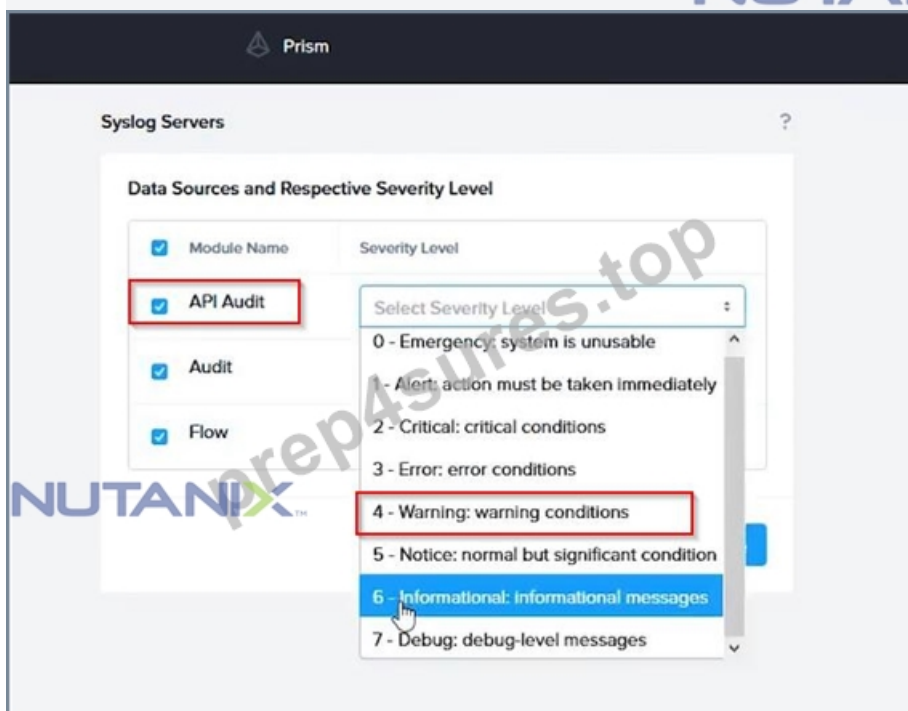 Prism
Syslog Servers ?
Data Sources and Respective Severity Level
Module Name Severity Level
API Audit Select Severity Level
0 - Emergency: system is unusable
Audit 1 - Alert: action must be taken immediately
Flow 2 - Critical: critical conditions
3 - Error: error conditions
4 - Warning: warning conditions
5 - Notice: normal but significant condition
6 - Informational: informational messages
7 - Debug: debug-level messages
prep4sures.top
NUTANIX™